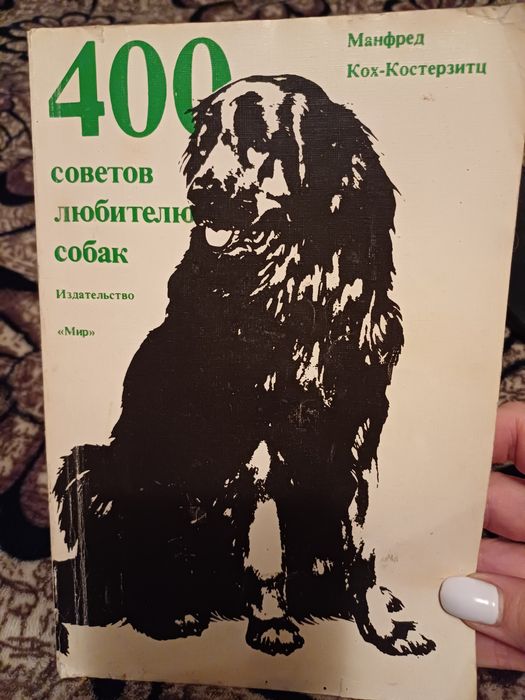 Манфред
Кох-Костерзитц
400
советов
любителю
собак
Издательство
«Мир»